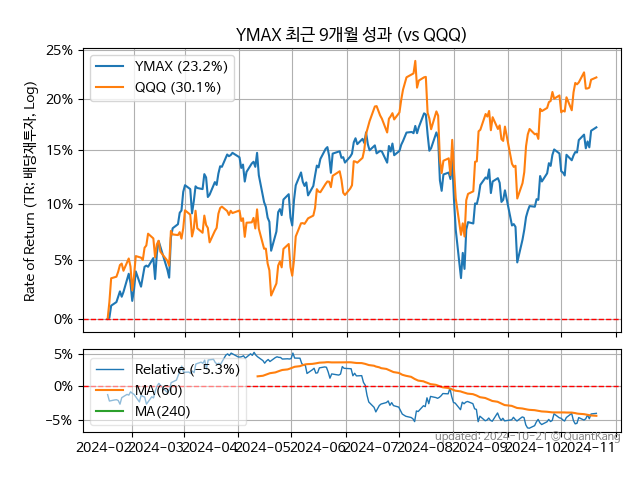 YMAX 최근 9개월 성과 (vs QQQ)
25%
20%
15%
10%
5%
0%
Rate of Return (TR: 배당재투자, Log)
YMAX (23.2%)
QQQ (30.1%)
5%
0%
−5%
Relative (−5.3%)
MA(60)
MA(240)
updated: 2024-10-21 © QuantKang
2024-02 2024-03 2024-04 2024-05 2024-06 2024-07 2024-08 2024-09 2024-10 2024-11